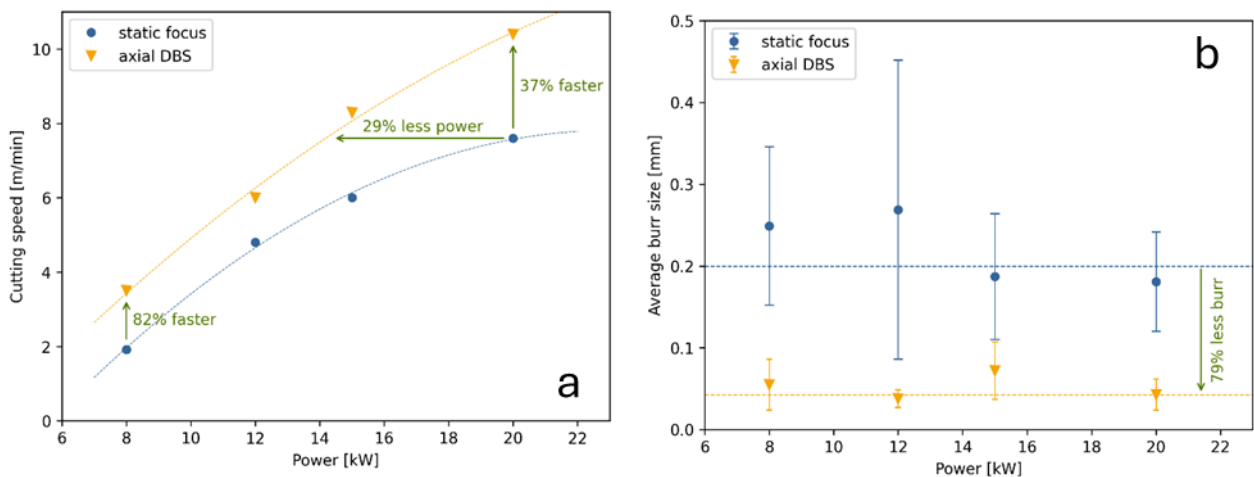 static focus
axial DBS
37% faster
29% less power
82% faster
a
Cutting speed [m/min]
10
8
6
4
2
0
6 8 10 12 14 16 18 20 22
Power [kW]
b
static focus
axial DBS
79% less burr
Average burr size [mm]
0.5
0.4
0.3
0.2
0.1
0.0
6 8 10 12 14 16 18 20 22
Power [kW]